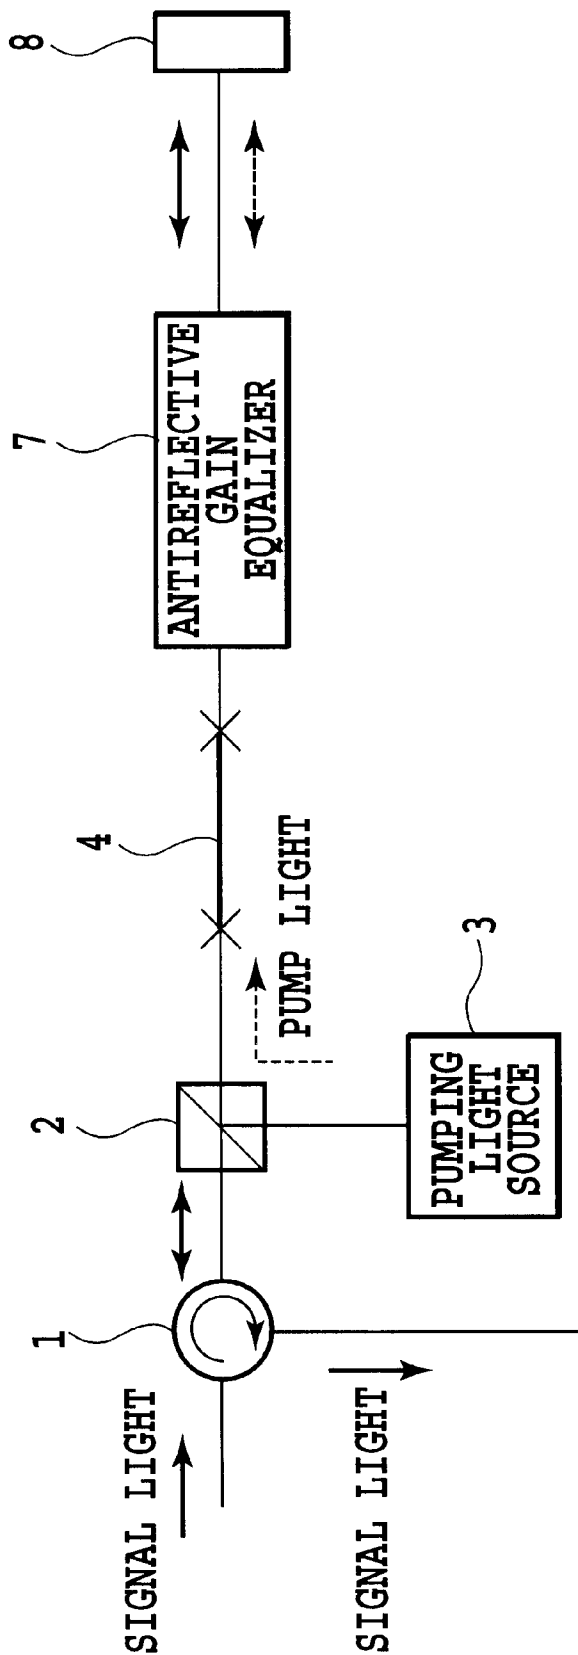 SIGNAL LIGHT
1
2
4
7
8
ANTIREFLECTIVE
GAIN
EQUALIZER
PUMP LIGHT
3
PUMPING
LIGHT
SOURCE
SIGNAL LIGHT